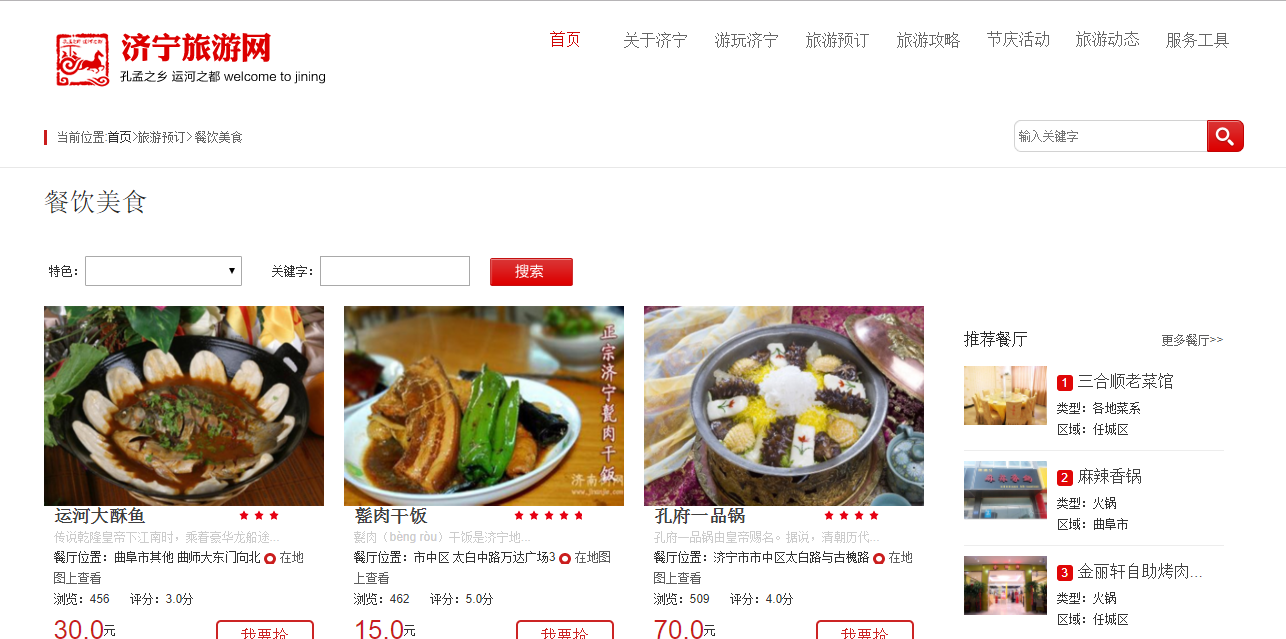 济宁旅游网
孔孟之乡 运河之都 welcome to jining
首页 关于济宁 游玩济宁 旅游预订 旅游攻略 节庆活动 旅游动态 服务工具
当前位置:首页>旅游预订> 餐饮美食
输入关键字
餐饮美食
特色： 关键字： 搜索
正宗济宁甏肉干饭
运河大酥鱼
传说乾隆皇帝下江南时，乘着豪华龙船途...
餐厅位置：曲阜市其他 曲师大东门向北 在地
图上查看
浏览：456 评分：3.0分
30.0元 我要抢
甏肉干饭
甏肉（bèng ròu）干饭是济宁地...
餐厅位置：市中区 太白中路万达广场3 在地图
上查看
浏览：462 评分：5.0分
15.0元 我要抢
孔府一品锅
孔府一品锅由皇帝赐名。据说，清朝历代...
餐厅位置：济宁市市中区太白路与古槐路 在地
图上查看
浏览：509 评分：4.0分
70.0元 我要抢
推荐餐厅 更多餐厅>>
1 三合顺老菜馆
类型：各地菜系
区域：任城区
2 麻辣香锅
类型：火锅
区域：曲阜市
3 金丽轩自助烤肉...
类型：火锅
区域：任城区